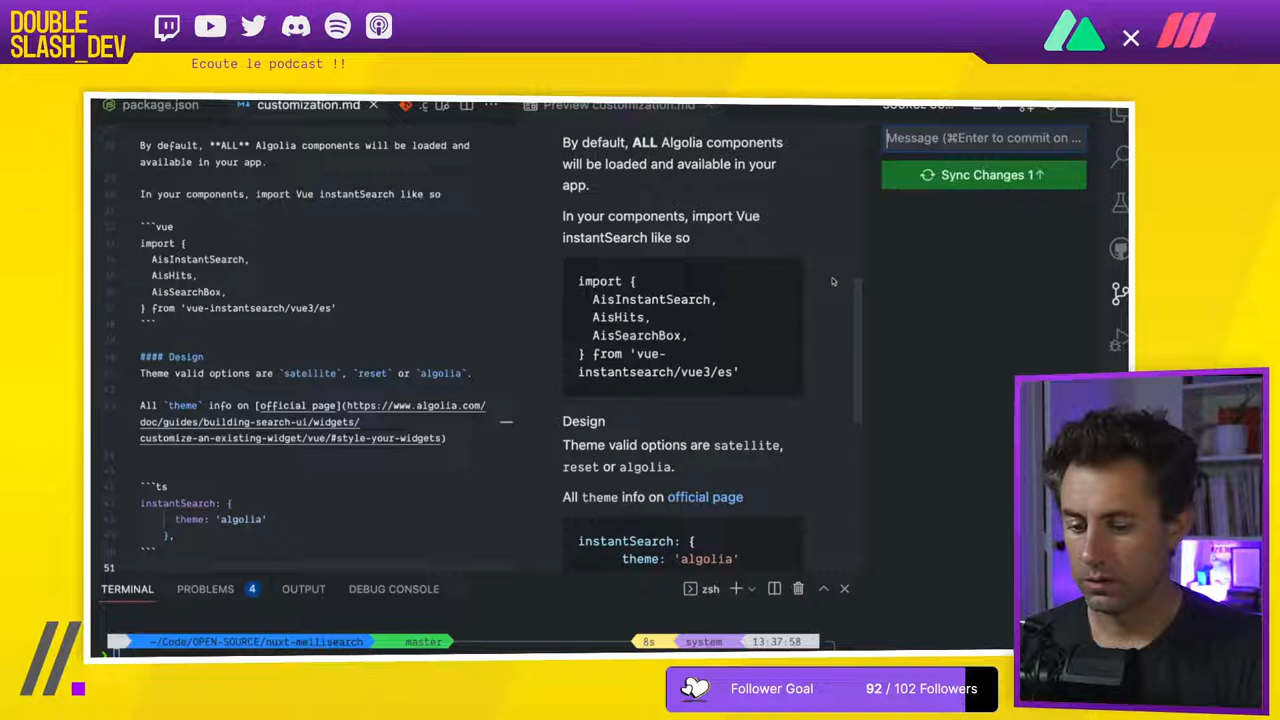 DOUBLE
SLASH_DEV
Ecoute le podcast !!
package.json
customization.md
Preview customization.md
By default, **ALL** Algolia components will be loaded and
available in your app.
In your components, import Vue instantSearch like so
```vue
import {
AisInstantSearch,
AisHits,
AisSearchBox,
} from 'vue-instantsearch/vue3/es'
```
#### Design
Theme valid options are `satellite`, `reset` or `algolia`.
All `theme` info on [official page](https://www.algolia.com/
doc/guides/building-search-ui/widgets/
customize-an-existing-widget/vue/#style-your-widgets)
```ts
instantSearch: {
theme: 'algolia'
},
```
51
By default, ALL Algolia components
will be loaded and available in your
app.
In your components, import Vue
instantSearch like so
import {
AisInstantSearch,
AisHits,
AisSearchBox,
} from 'vue-
instantsearch/vue3/es'
Design
Theme valid options are satellite,
reset or algolia.
All theme info on official page
instantSearch: {
theme: 'algolia'
Message (⌘Enter to commit on ...
Sync Changes 1↑
TERMINAL
PROBLEMS 4
OUTPUT
DEBUG CONSOLE
zsh
~/Code/OPEN-SOURCE/nuxt-meilisearch
master
8s
system
13:37:58
Follower Goal
92 / 102 Followers